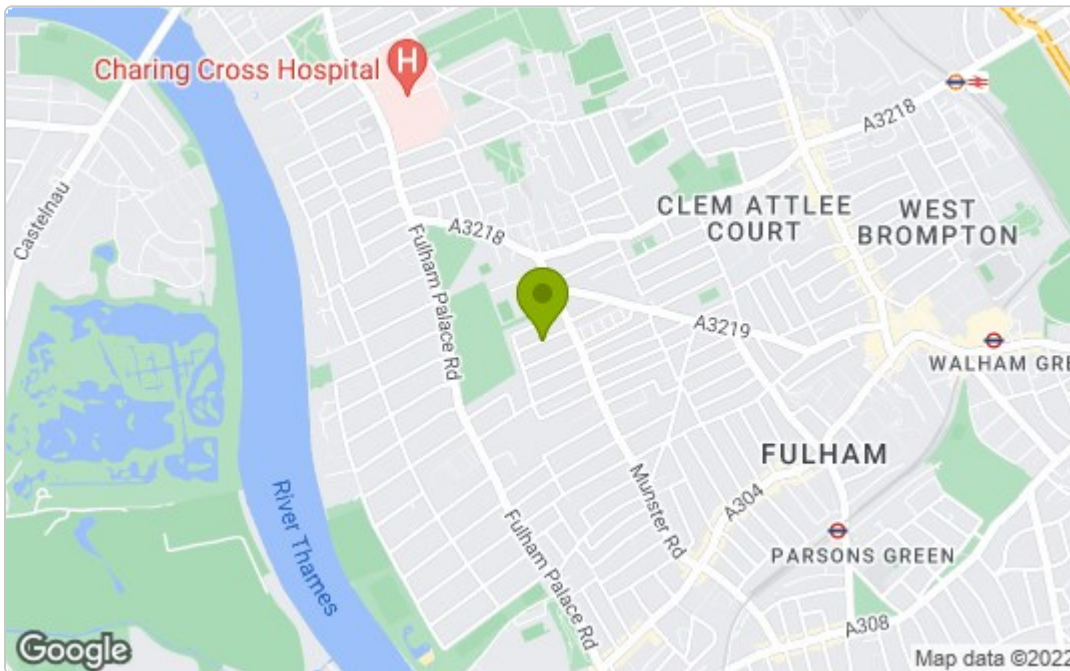 Charing Cross Hospital
H
A3218
Castelnau
CLEM ATTLEE
COURT
WEST
BROMPTON
A3218
Fulham Palace Rd
A3219
WALHAM GRE
FULHAM
Munster Rd
A304
River Thames
Fulham Palace Rd
PARSONS GREEN
A308
Google
Map data ©2022